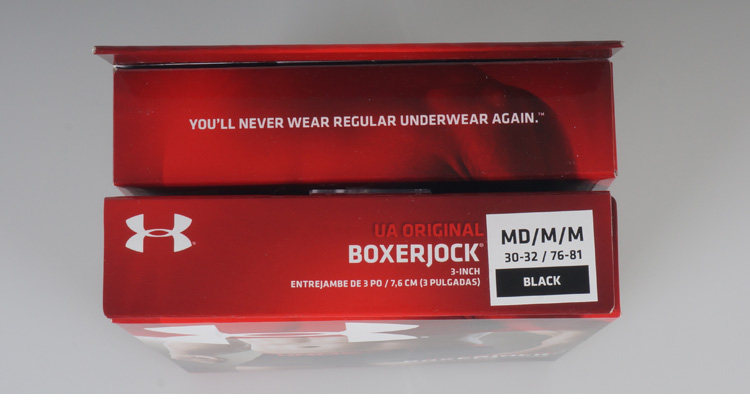 YOU'LL NEVER WEAR REGULAR UNDERWEAR AGAIN.™
UA ORIGINAL
BOXERJOCK®
3-INCH
ENTREJAMBE DE 3 PO / 7,6 CM (3 PULGADAS)
MD/M/M
30-32 / 76-81
BLACK
BOXERJOCK